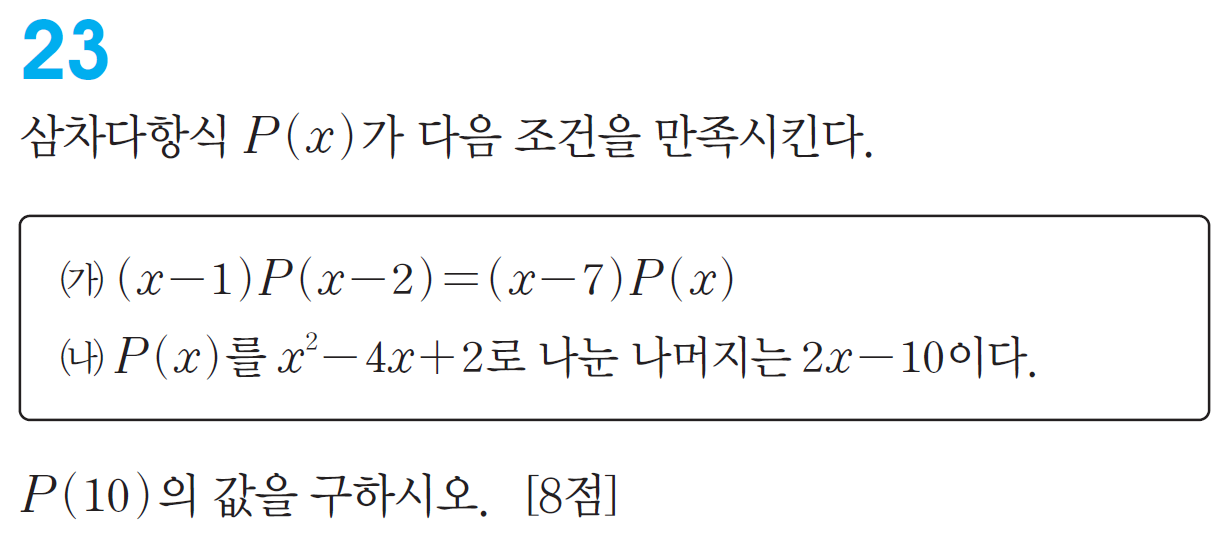 23
삼차다항식 P(x)가 다음 조건을 만족시킨다.
㈎ (x−1)P(x−2)=(x−7)P(x)
㈏ P(x)를 x²−4x+2로 나눈 나머지는 2x−10이다.
P(10)의 값을 구하시오. [8점]